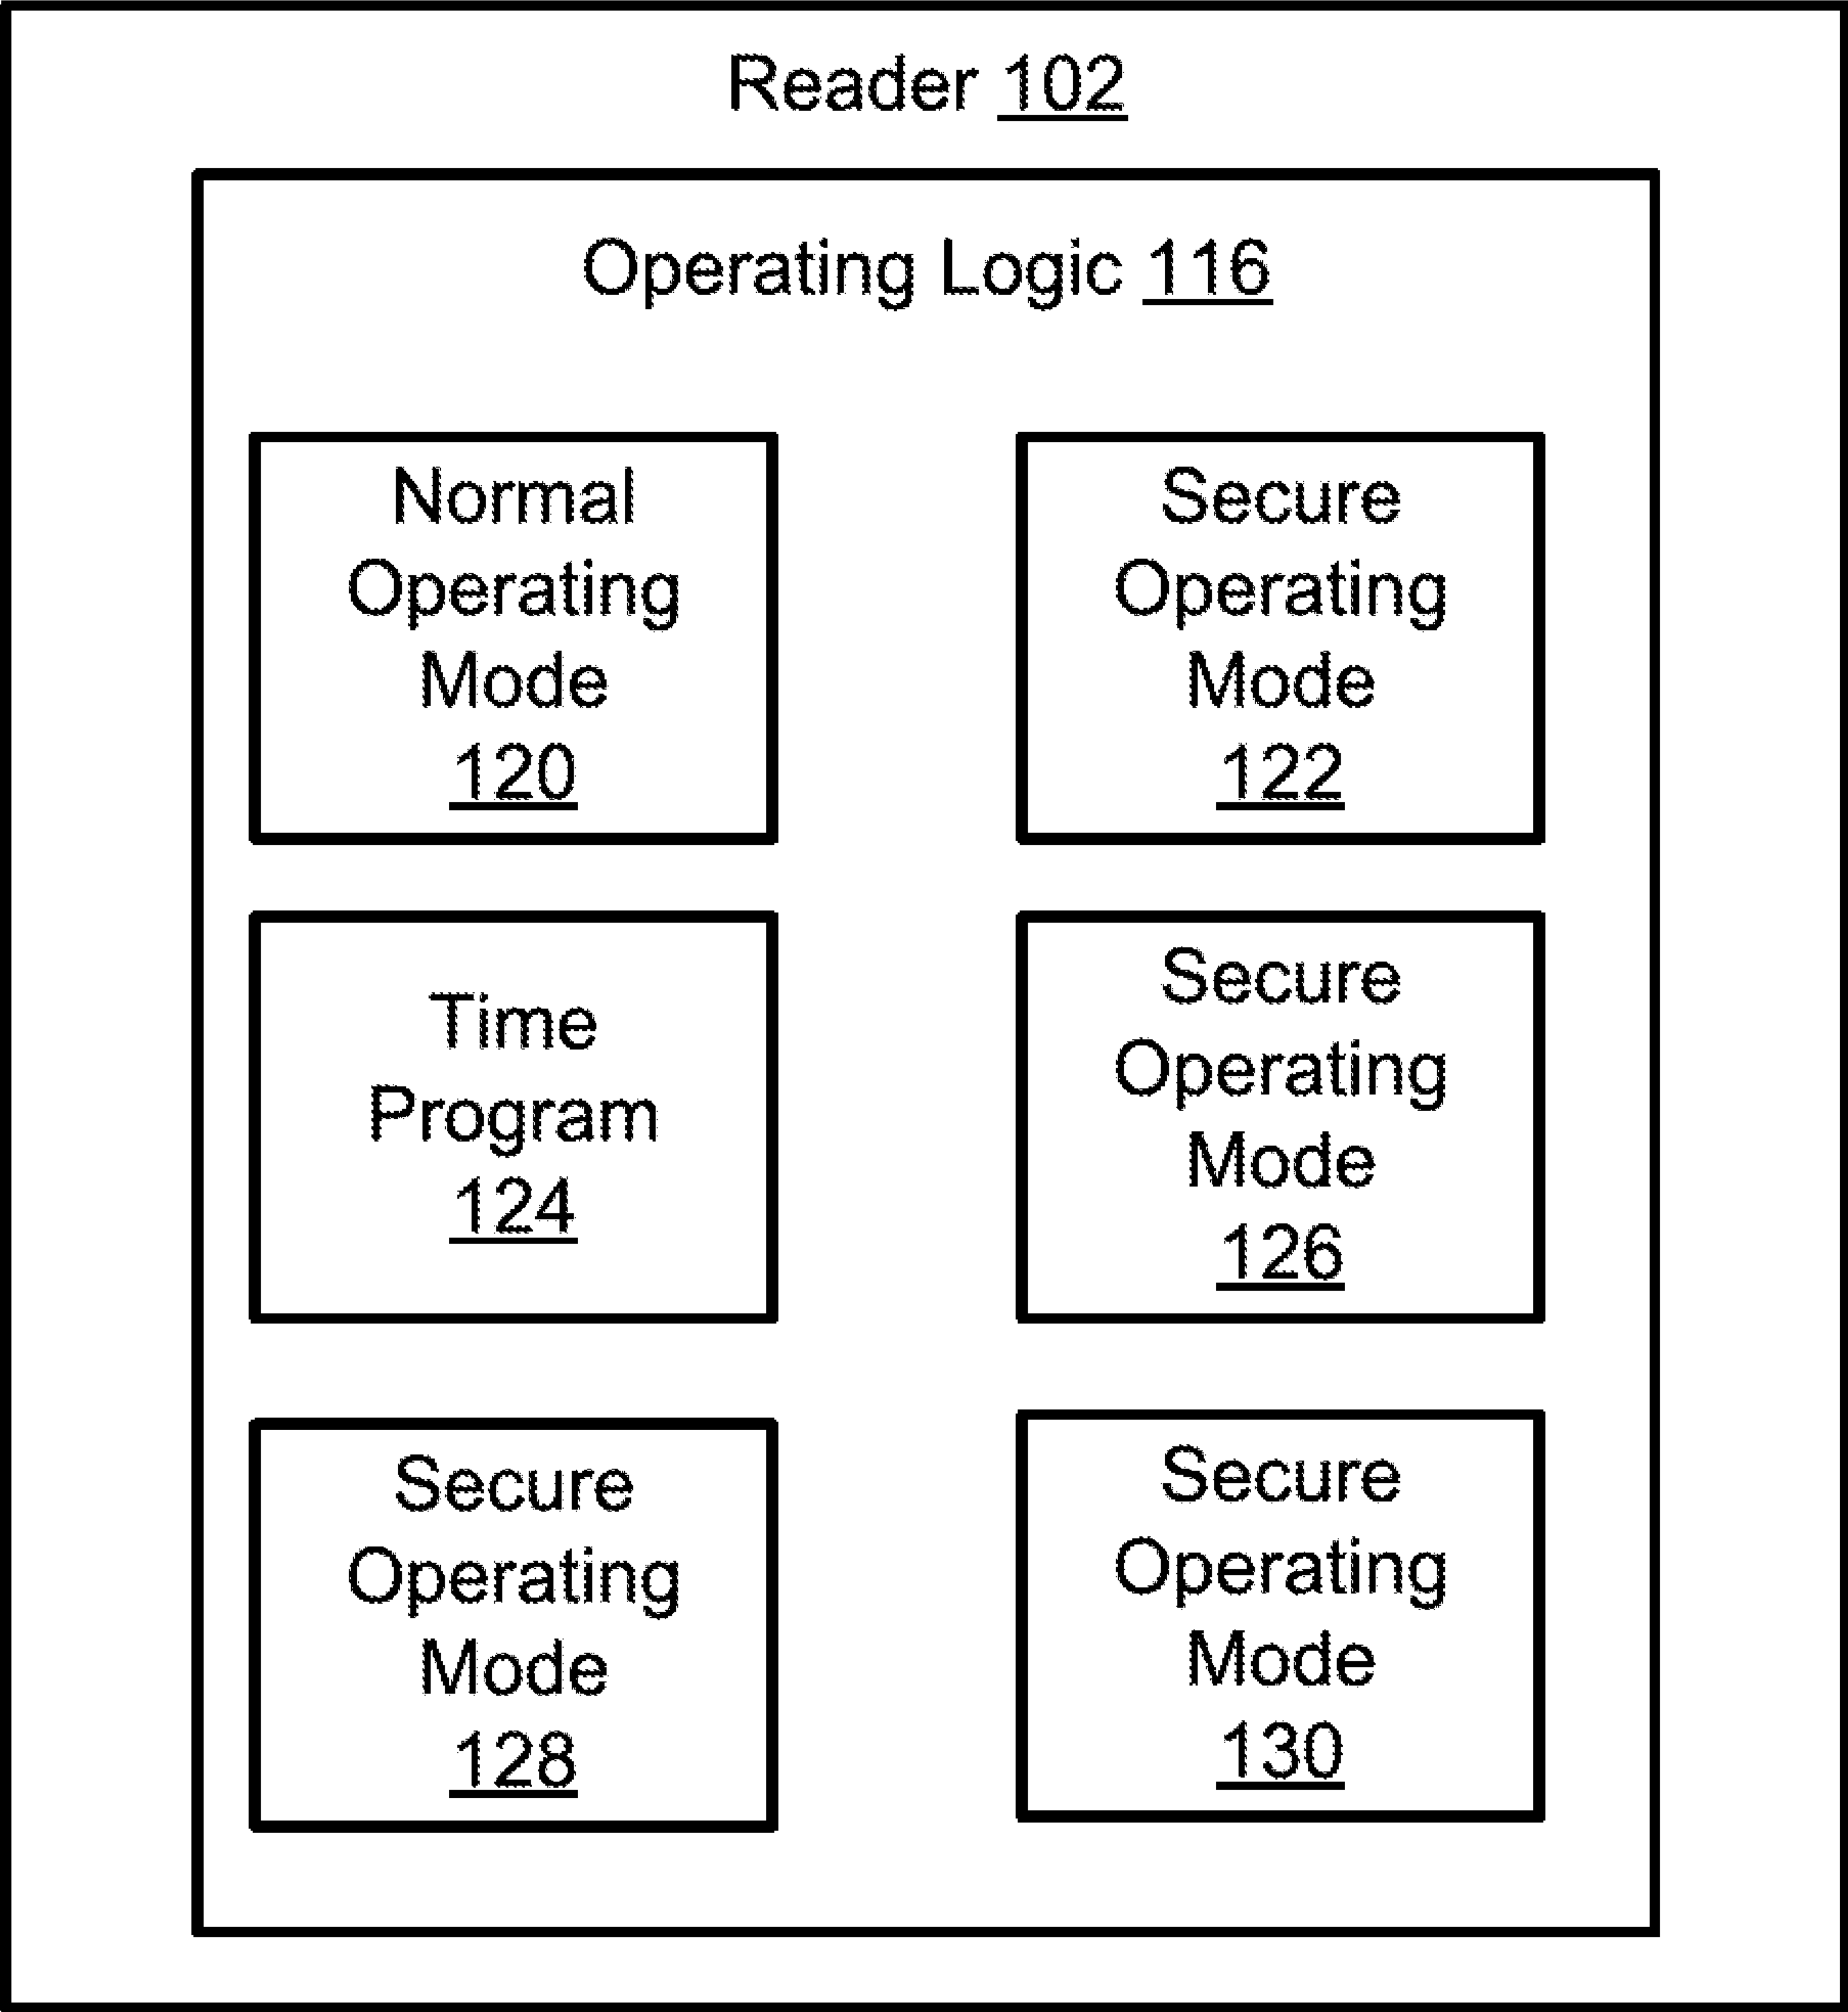 Reader 102
Operating Logic 116
Normal
Operating
Mode
120
Secure
Operating
Mode
122
Time
Program
124
Secure
Operating
Mode
126
Secure
Operating
Mode
128
Secure
Operating
Mode
130